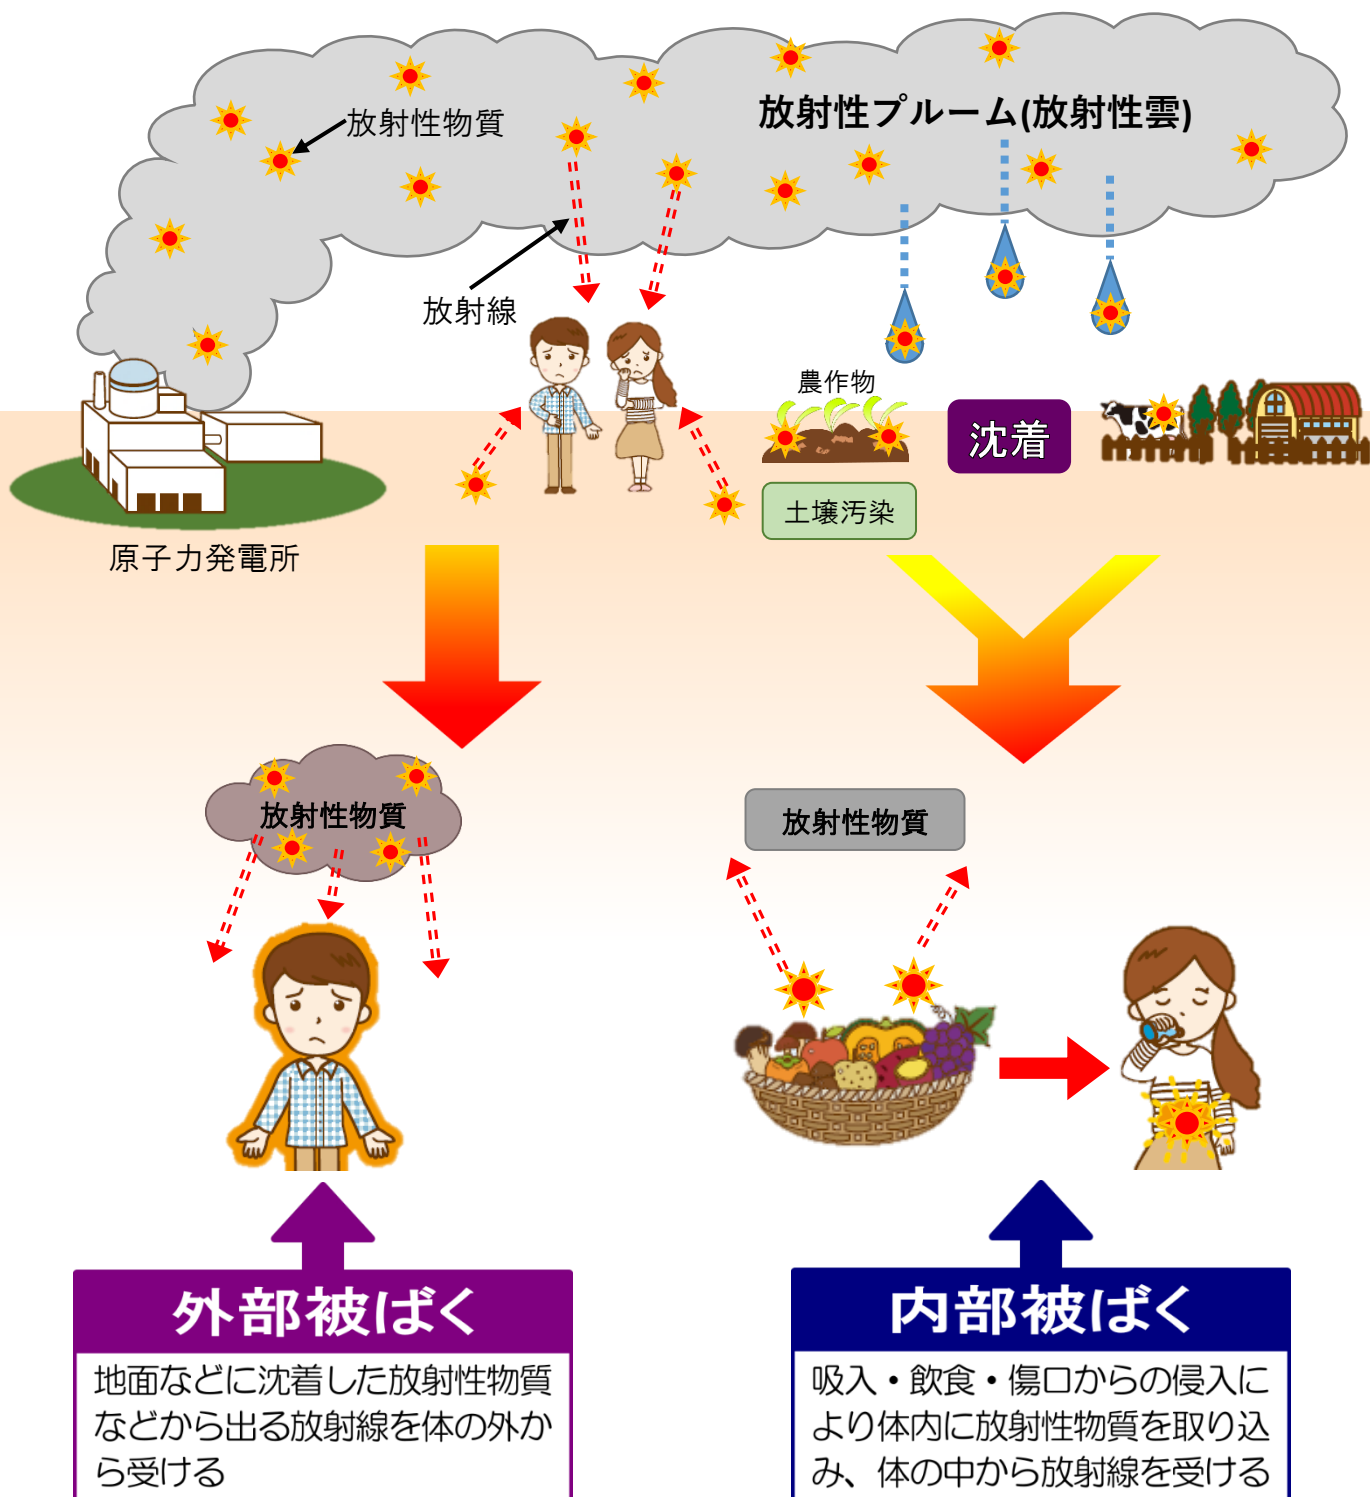 放射性プルーム(放射性雲)
放射性物質
放射線
農作物
沈着
土壌汚染
原子力発電所
放射性物質
放射性物質
外部被ばく
地面などに沈着した放射性物質
などから出る放射線を体の外か
ら受ける
内部被ばく
吸入・飲食・傷口からの侵入に
より体内に放射性物質を取り込
み、体の中から放射線を受ける